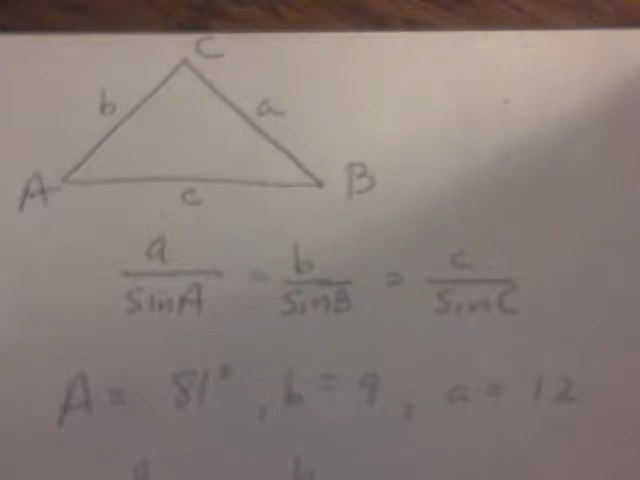 C
b a
A c B
a/sinA = b/sinB = c/sinC
A = 81°, b = 9, a = 12